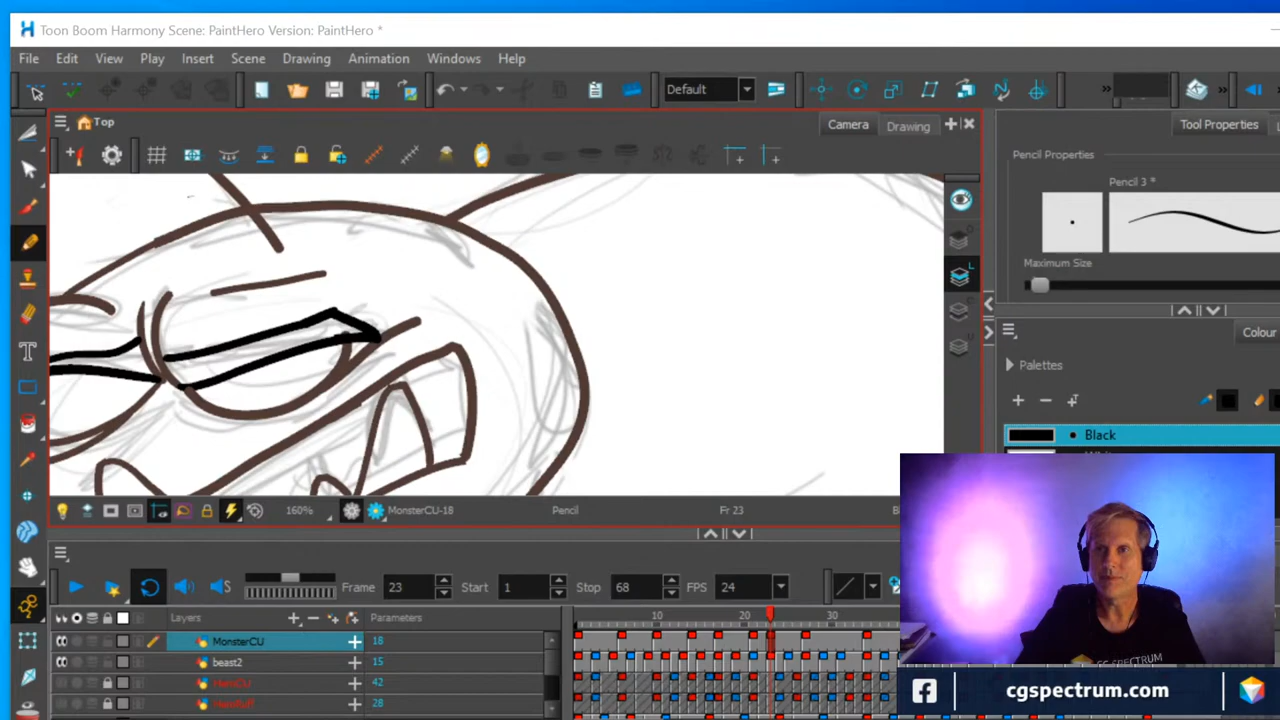 Toon Boom Harmony Scene: PaintHero Version: PaintHero *
File Edit View Play Insert Scene Drawing Animation Windows Help
Default
Top
Camera
Drawing
Tool Properties
Pencil Properties
Pencil 3 *
Maximum Size
Colour
Palettes
Black
160%
MonsterCU-18
Pencil
Fr 23
Frame 23 Start 1 Stop 68 FPS 24
Layers
Parameters
10 20 30
MonsterCU 18
beast2 15
42
28
CG SPECTRUM
cgspectrum.com